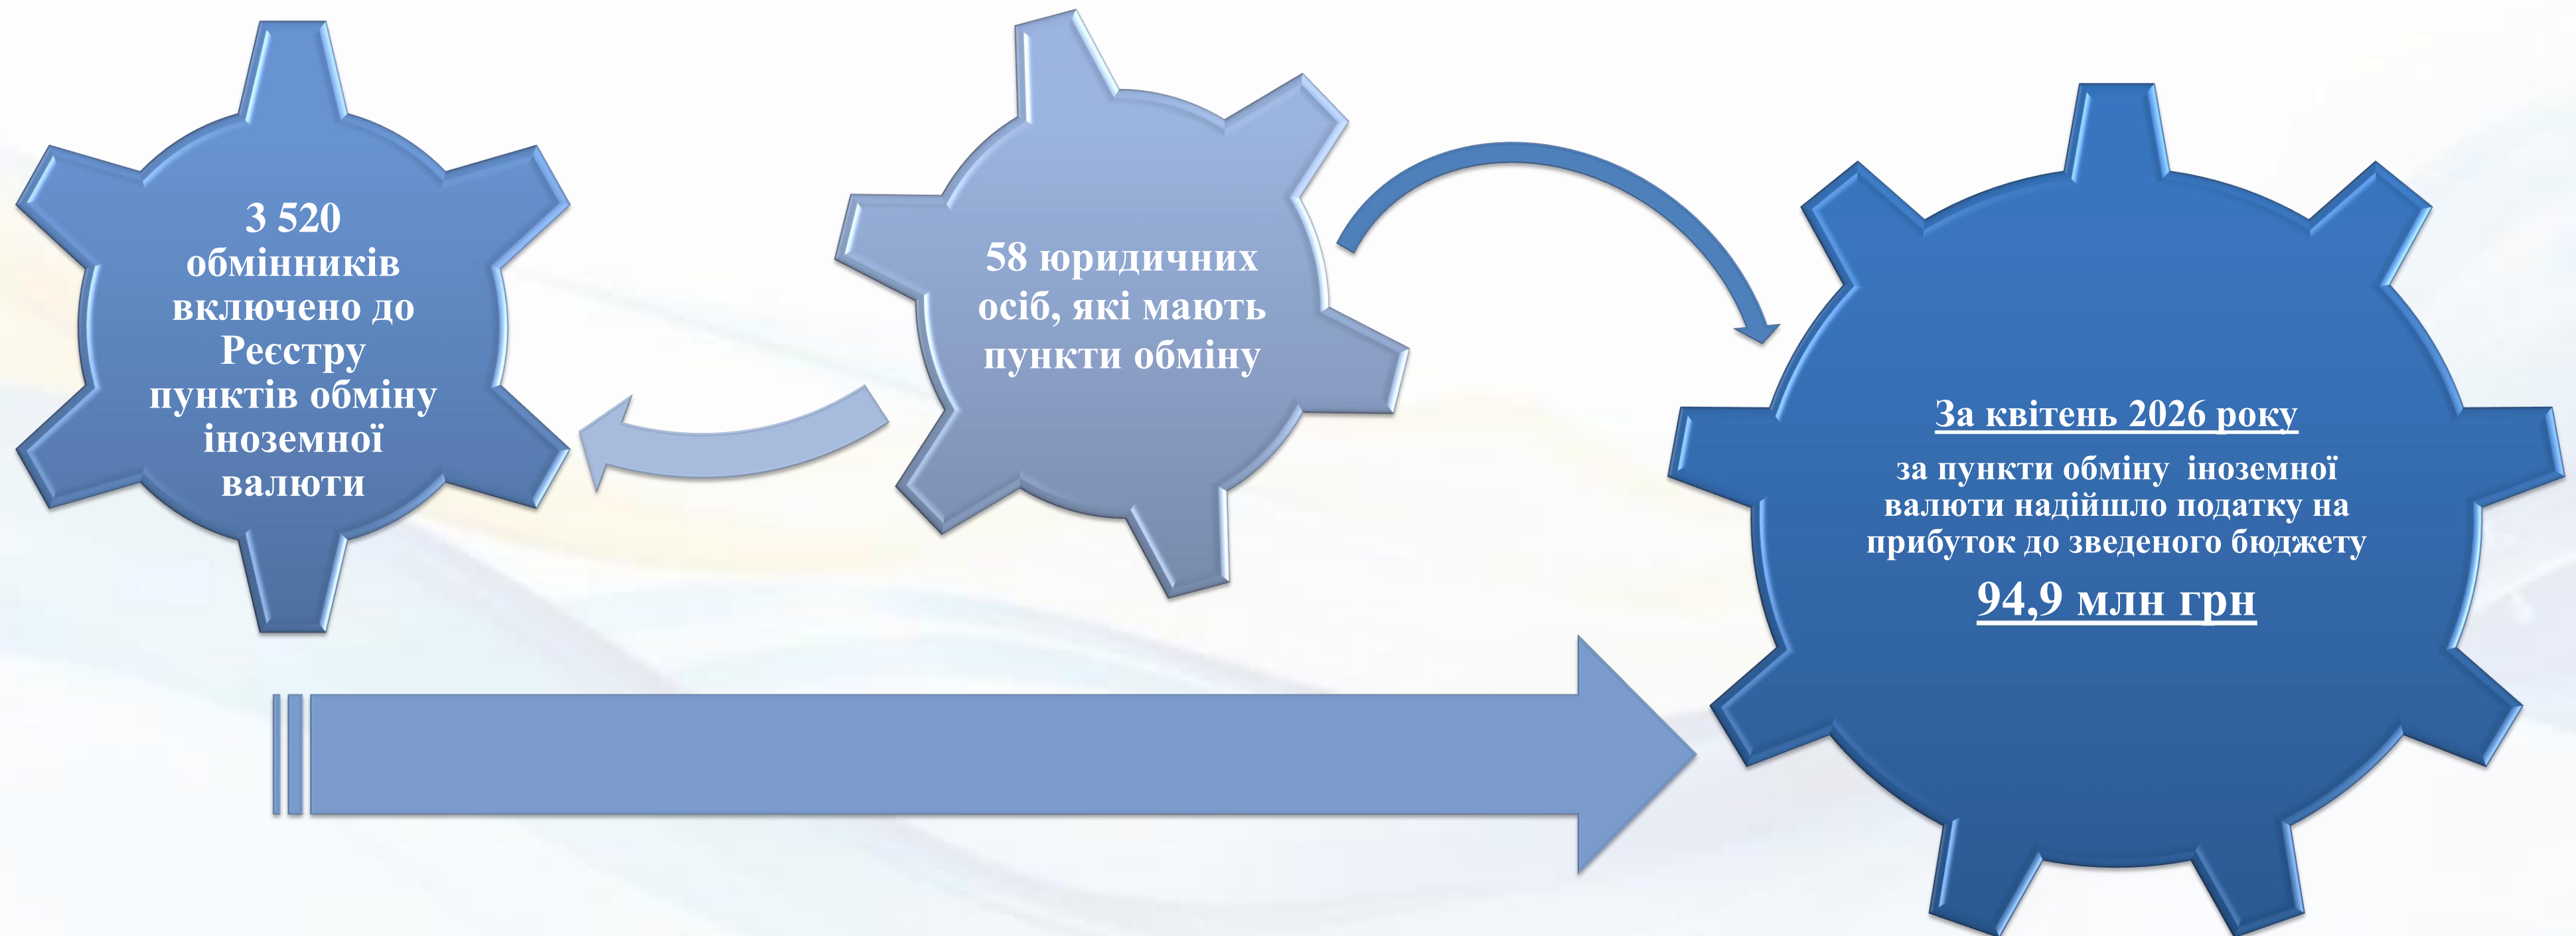 3 520
обмінників
включено до
Реєстру
пунктів обміну
іноземної
валюти
58 юридичних
осіб, які мають
пункти обміну
За квітень 2026 року
за пункти обміну іноземної
валюти надійшло податку на
прибуток до зведеного бюджету
94,9 млн грн